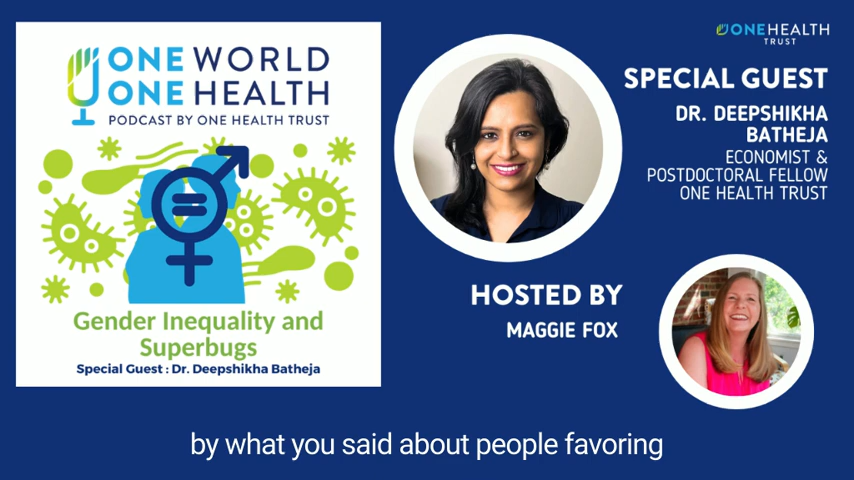 ONE WORLD
ONE HEALTH
PODCAST BY ONE HEALTH TRUST
Gender Inequality and
Superbugs
Special Guest : Dr. Deepshikha Batheja
ONEHEALTH
TRUST
SPECIAL GUEST
DR. DEEPSHIKHA
BATHEJA
ECONOMIST &
POSTDOCTORAL FELLOW
ONE HEALTH TRUST
HOSTED BY
MAGGIE FOX
by what you said about people favoring